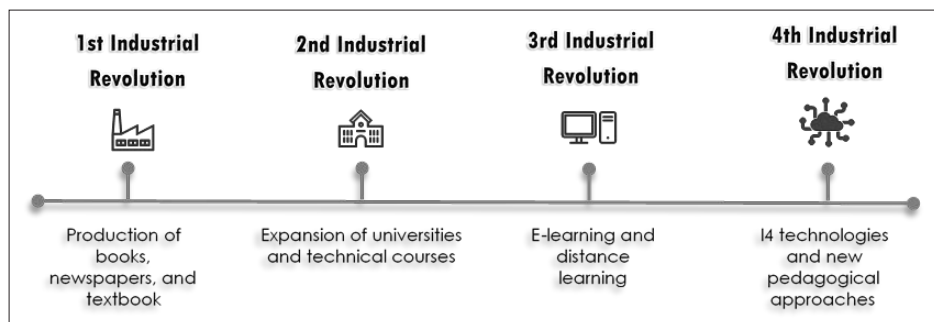 1st Industrial
Revolution
2nd Industrial
Revolution
3rd Industrial
Revolution
4th Industrial
Revolution
Production of
books,
newspapers, and
textbook
Expansion of universities
and technical courses
E-learning and
distance
learning
I4 technologies
and new
pedagogical
approaches